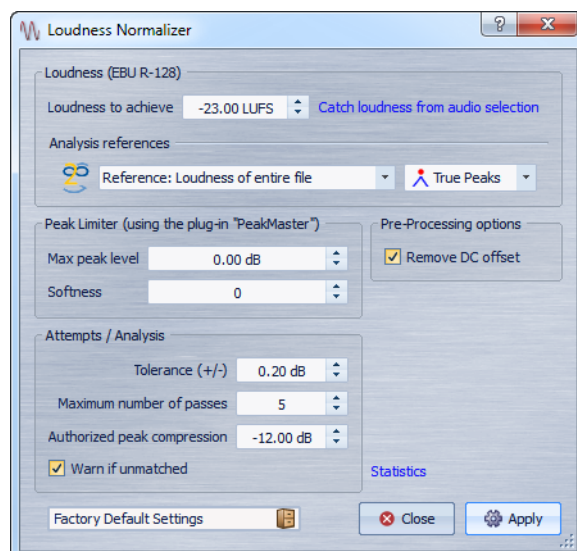 Loudness Normalizer
Loudness (EBU R-128)
Loudness to achieve -23.00 LUFS Catch loudness from audio selection
Analysis references
Reference: Loudness of entire file True Peaks
Peak Limiter (using the plug-in "PeakMaster") Pre-Processing options
Max peak level 0.00 dB Remove DC offset
Softness 0
Attempts / Analysis
Tolerance (+/-) 0.20 dB
Maximum number of passes 5
Authorized peak compression -12.00 dB
Warn if unmatched Statistics
Factory Default Settings Close Apply